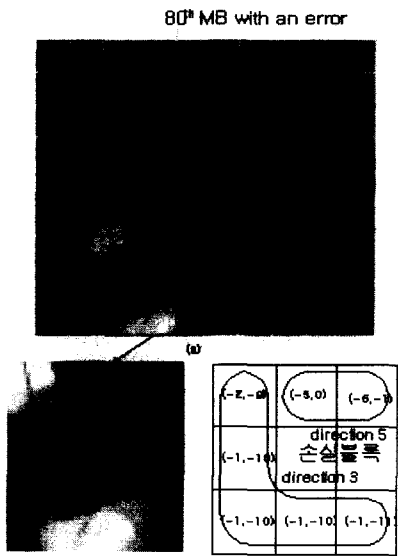 80th MB with an error
(a)
(-2,-9) (-5,0) (-6,-1)
direction 5
손실블록
(-1,-10)
direction 3
(-1,-10) (-1,-10) (-1,-11)